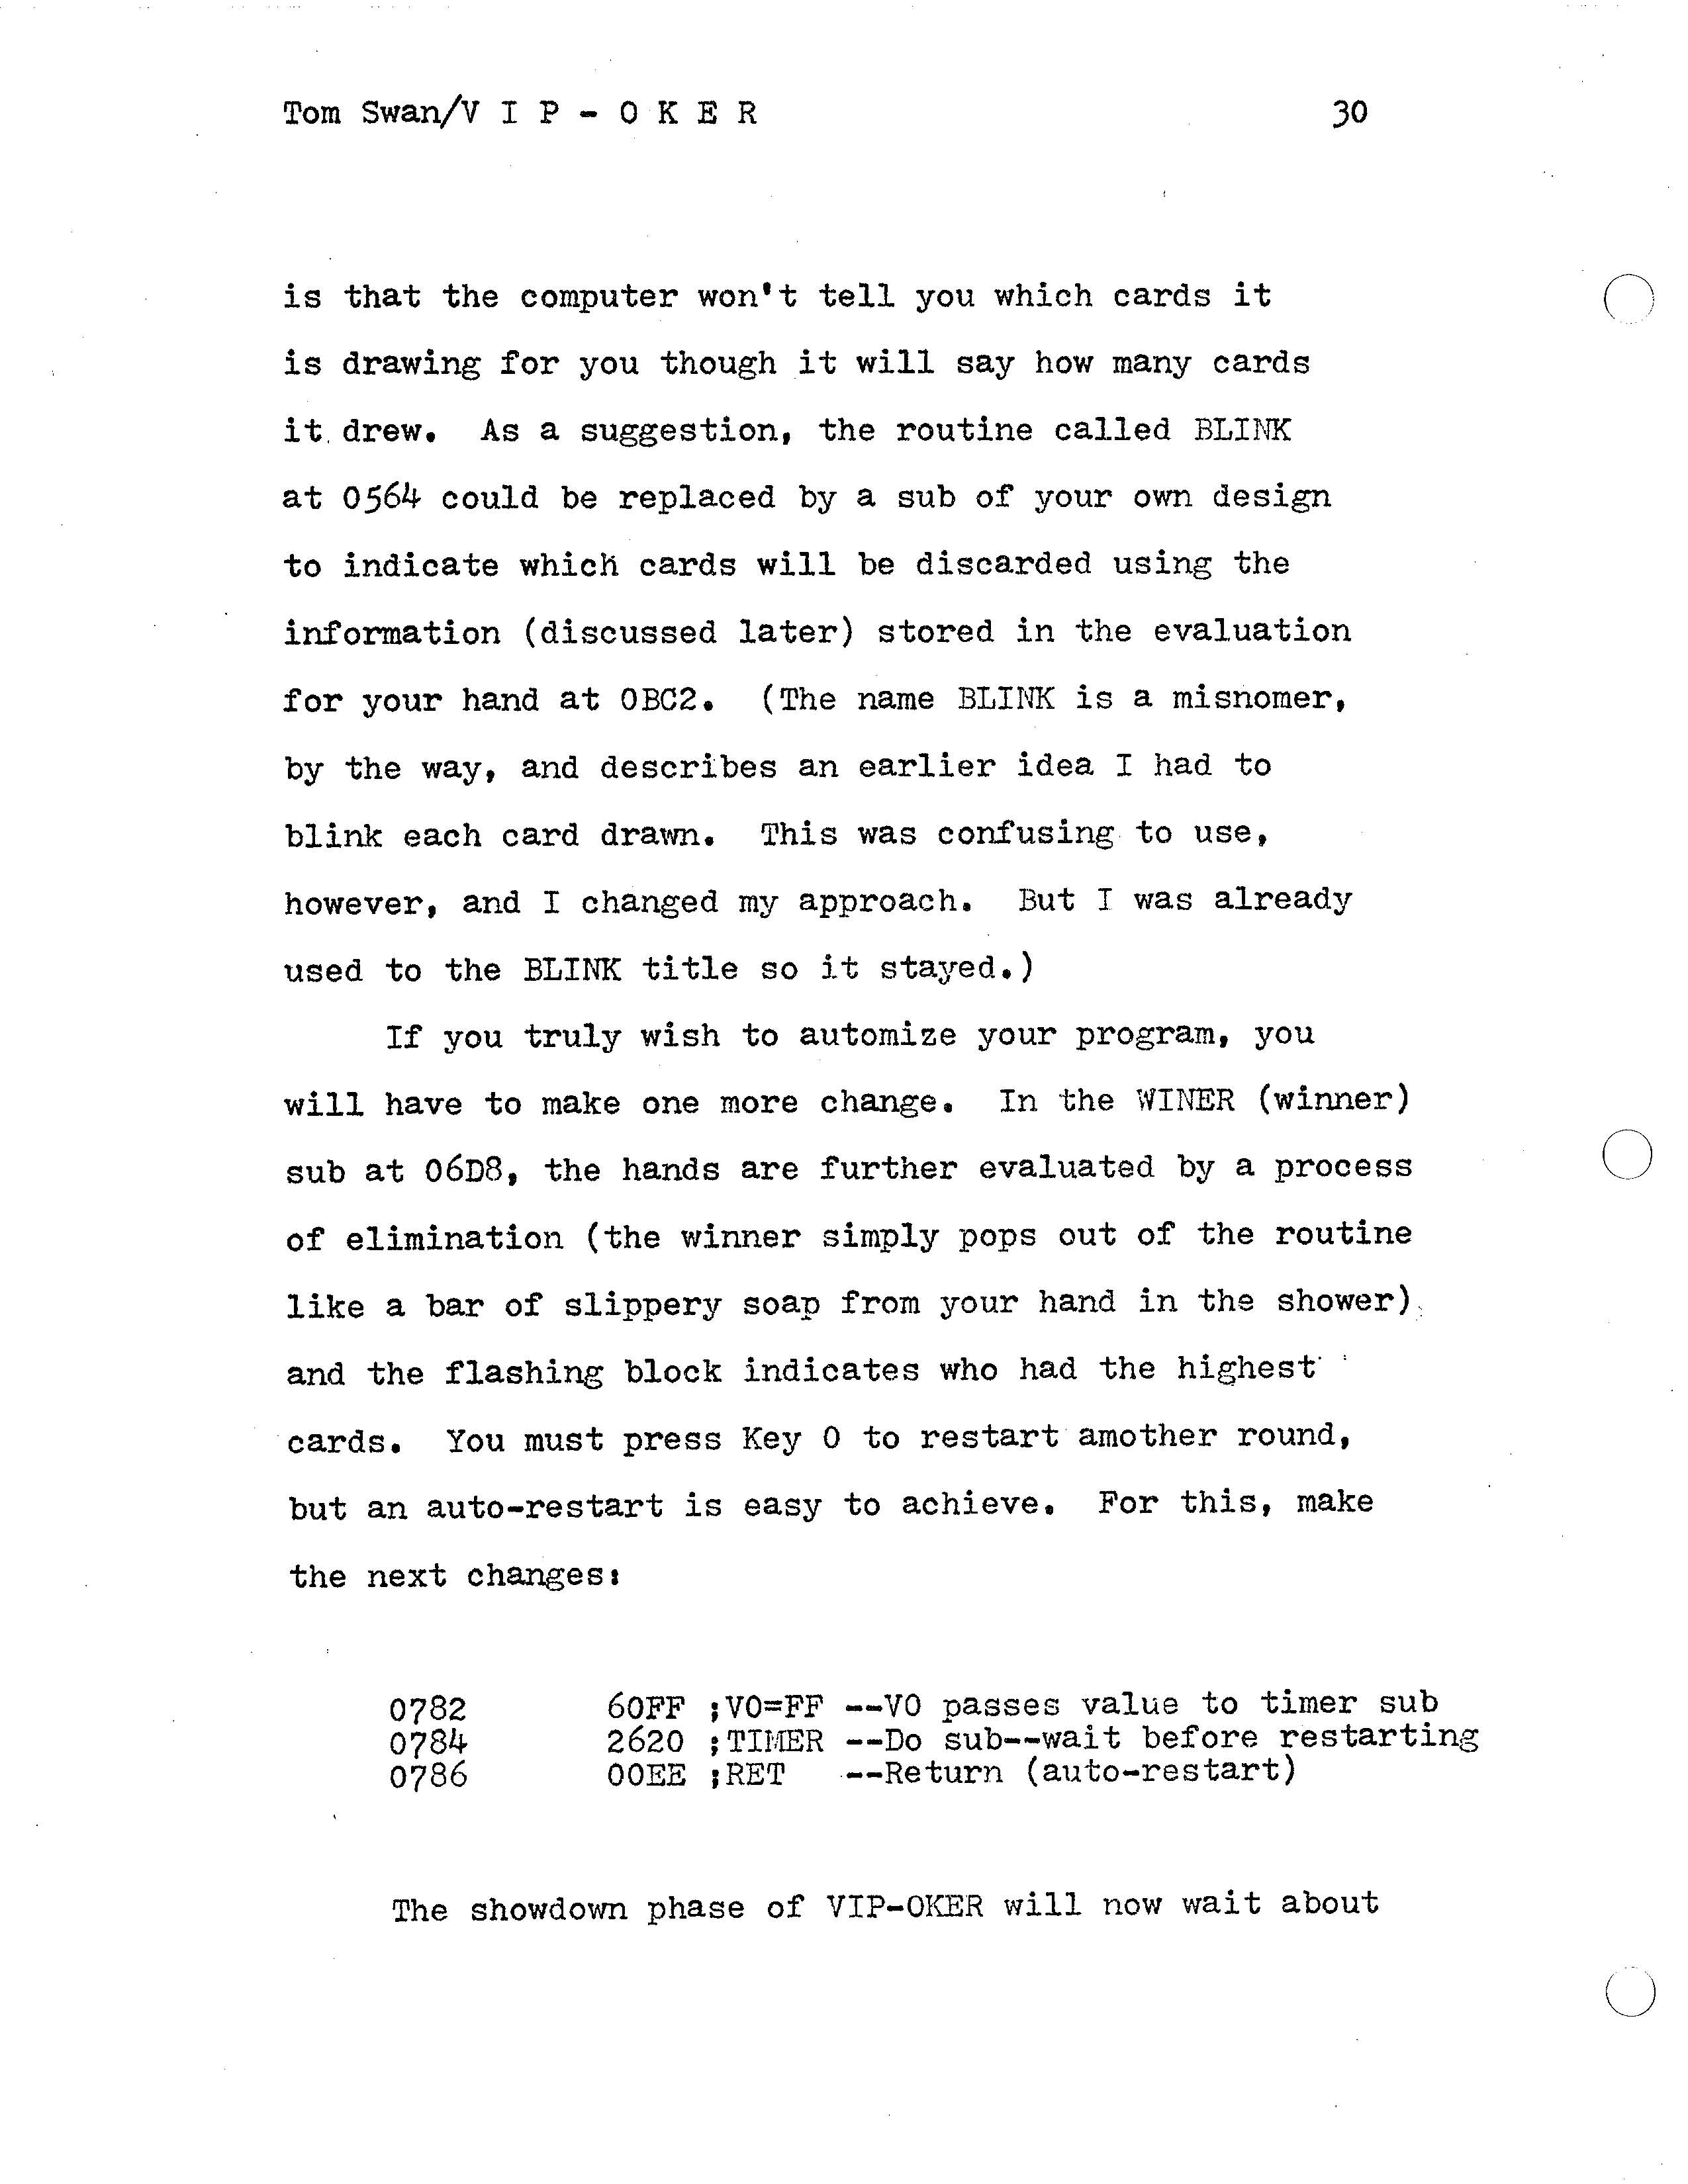 Tom Swan/V I P - O K E R 30
is that the computer won't tell you which cards it
is drawing for you though it will say how many cards
it drew. As a suggestion, the routine called BLINK
at 0564 could be replaced by a sub of your own design
to indicate which cards will be discarded using the
information (discussed later) stored in the evaluation
for your hand at 0BC2. (The name BLINK is a misnomer,
by the way, and describes an earlier idea I had to
blink each card drawn. This was confusing to use,
however, and I changed my approach. But I was already
used to the BLINK title so it stayed.)
If you truly wish to automize your program, you
will have to make one more change. In the WINER (winner)
sub at 06D8, the hands are further evaluated by a process
of elimination (the winner simply pops out of the routine
like a bar of slippery soap from your hand in the shower)
and the flashing block indicates who had the highest
cards. You must press Key 0 to restart amother round,
but an auto-restart is easy to achieve. For this, make
the next changes:
0782 60FF ;V0=FF --V0 passes value to timer sub
0784 2620 ;TIMER --Do sub--wait before restarting
0786 00EE ;RET --Return (auto-restart)
The showdown phase of VIP-OKER will now wait about